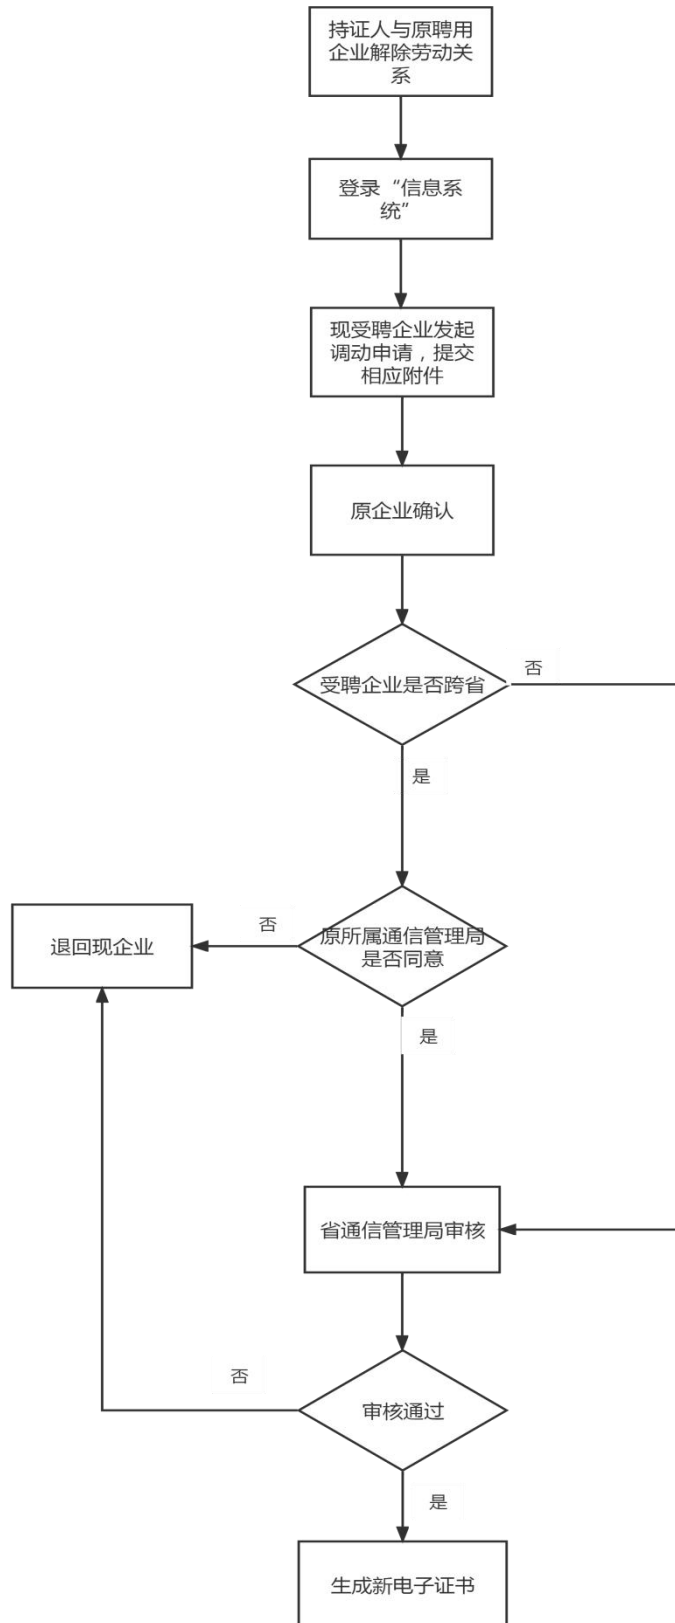 持证人与原聘用
企业解除劳动关
系
登录“信息系
统”
现受聘企业发起
调动申请，提交
相应附件
原企业确认
受聘企业是否跨省
否
是
原所属通信管理局
是否同意
否
退回现企业
是
省通信管理局审核
否
审核通过
是
生成新电子证书